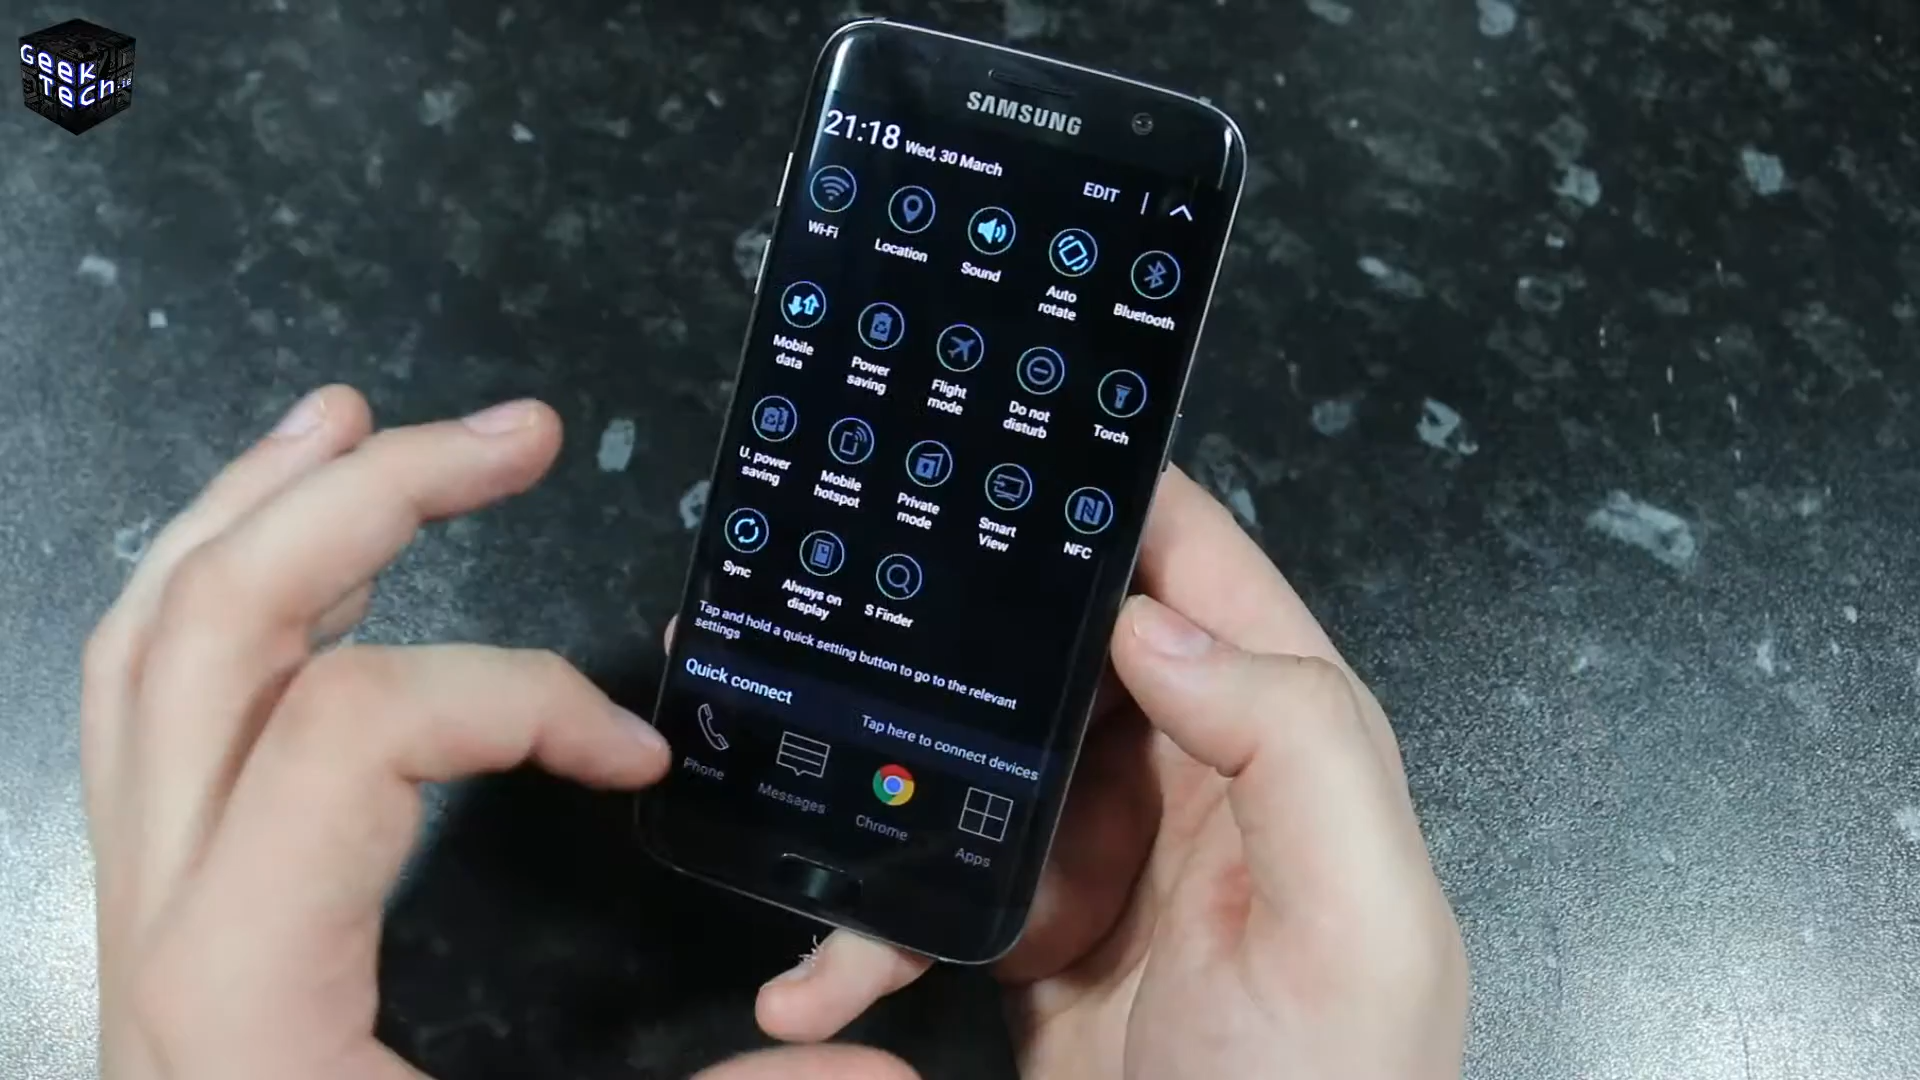 Geek
Tech.ie
SAMSUNG
21:18 Wed, 30 March
EDIT
Wi-Fi
Location
Sound
Auto
rotate
Bluetooth
Mobile
data
Power
saving
Flight
mode
Do not
disturb
Torch
U. power
saving
Mobile
hotspot
Private
mode
Smart
View
NFC
Sync
Always on
display
S Finder
Tap and hold a quick setting button to go to the relevant
settings
Quick connect
Tap here to connect devices
Phone
Messages
Chrome
Apps